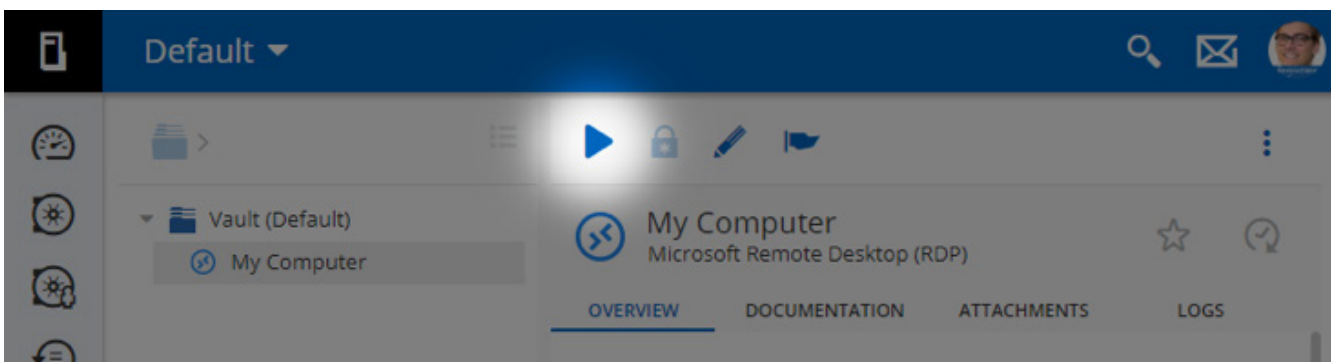 Default
Vault (Default)
My Computer
My Computer
Microsoft Remote Desktop (RDP)
OVERVIEW DOCUMENTATION ATTACHMENTS LOGS